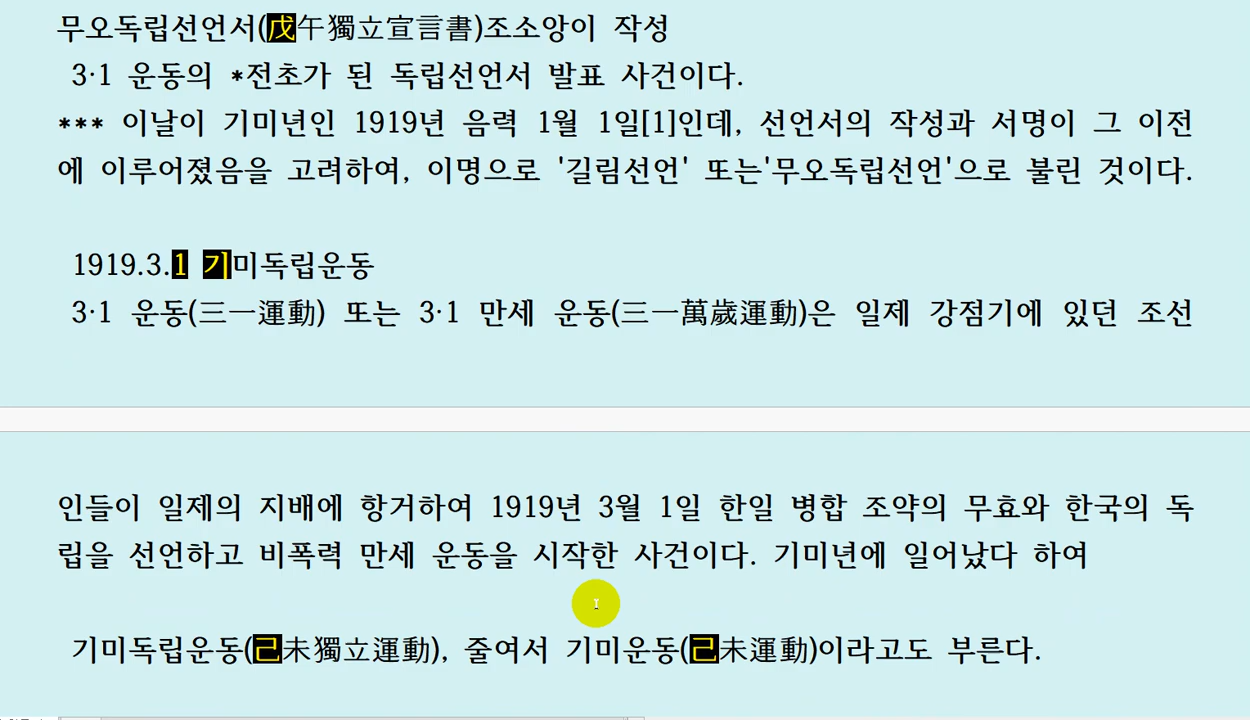 무오독립선언서(戊午獨立宣言書)조소앙이 작성
3·1 운동의 *전초가 된 독립선언서 발표 사건이다.
*** 이날이 기미년인 1919년 음력 1월 1일[1]인데, 선언서의 작성과 서명이 그 이전
에 이루어졌음을 고려하여, 이명으로 '길림선언' 또는'무오독립선언'으로 불린 것이다.
1919.3.1 기미독립운동
3·1 운동(三一運動) 또는 3·1 만세 운동(三一萬歲運動)은 일제 강점기에 있던 조선
인들이 일제의 지배에 항거하여 1919년 3월 1일 한일 병합 조약의 무효와 한국의 독
립을 선언하고 비폭력 만세 운동을 시작한 사건이다. 기미년에 일어났다 하여
기미독립운동(己未獨立運動), 줄여서 기미운동(己未運動)이라고도 부른다.